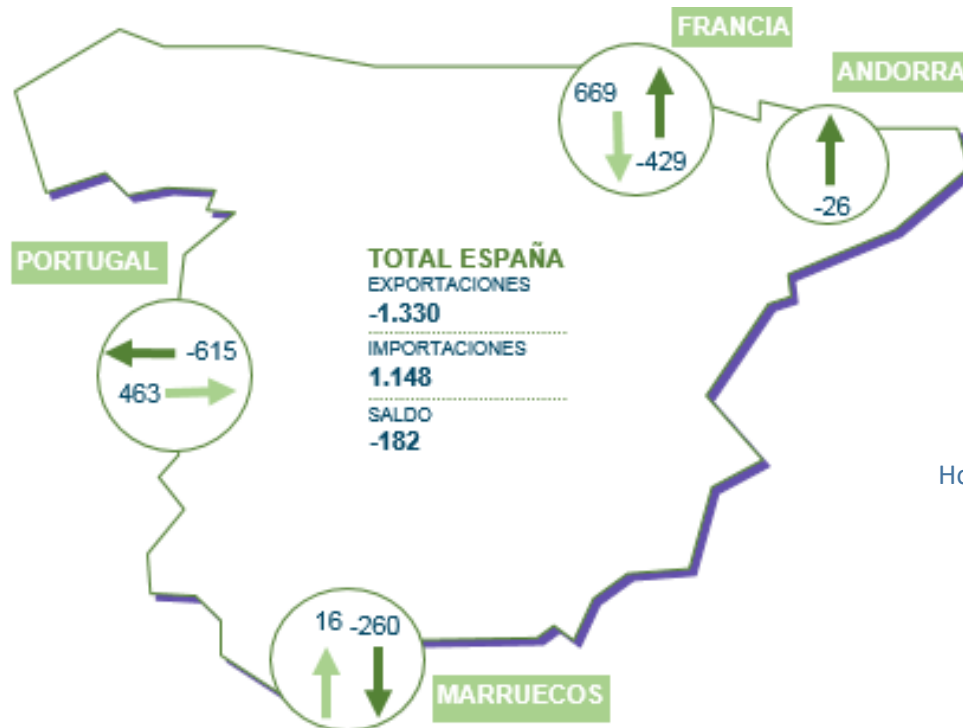 FRANCIA
ANDORRA
669
-429
-26
PORTUGAL
TOTAL ESPAÑA
EXPORTACIONES
-1.330
IMPORTACIONES
1.148
SALDO
-182
-615
463
Ho
16 -260
MARRUECOS